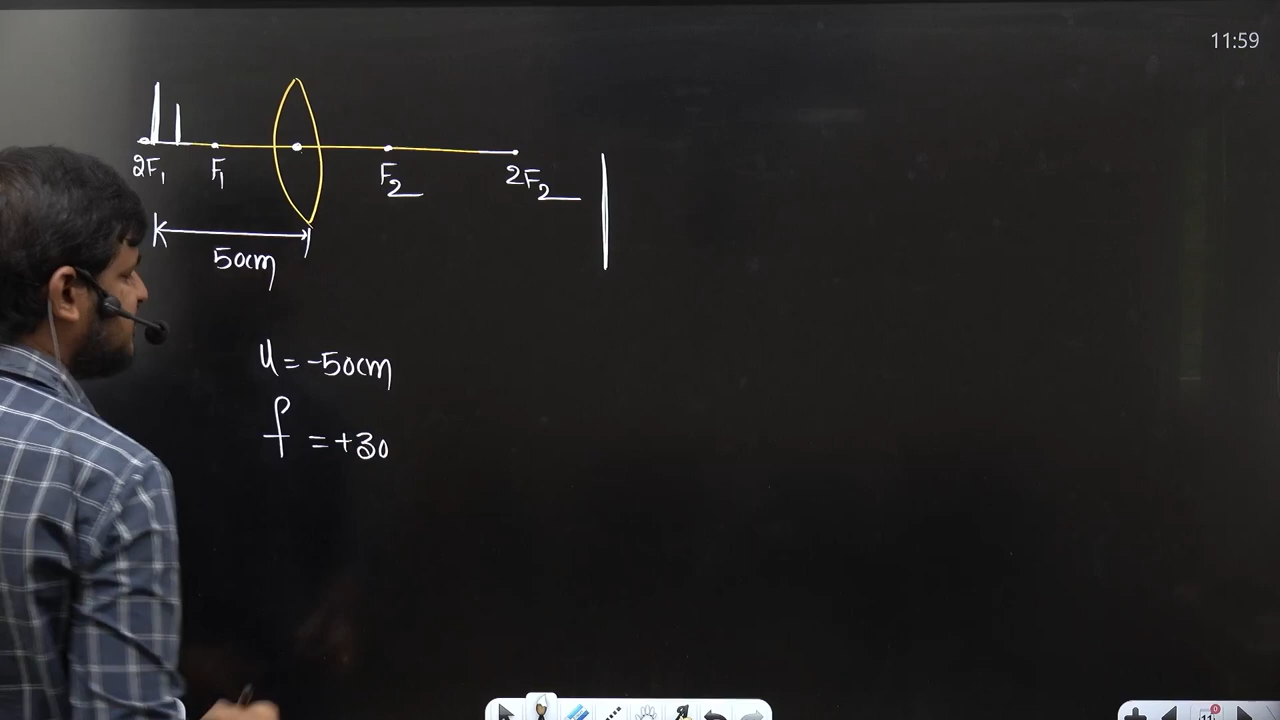 11:59
2F₁ F₁ F₂ 2F₂
50cm
u = -50cm
f = +30